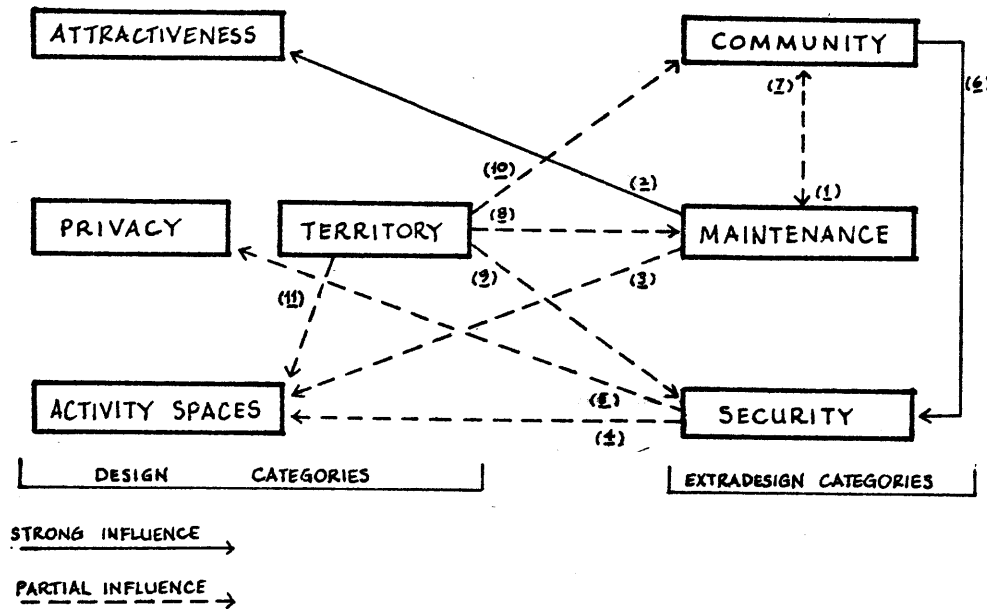 ATTRACTIVENESS
COMMUNITY
(7)
(6)
(10)
(2)
(1)
PRIVACY
TERRITORY
(8)
MAINTENANCE
(9)
(3)
(11)
(5)
ACTIVITY SPACES
(4)
SECURITY
DESIGN CATEGORIES
EXTRADESIGN CATEGORIES
STRONG INFLUENCE
PARTIAL INFLUENCE